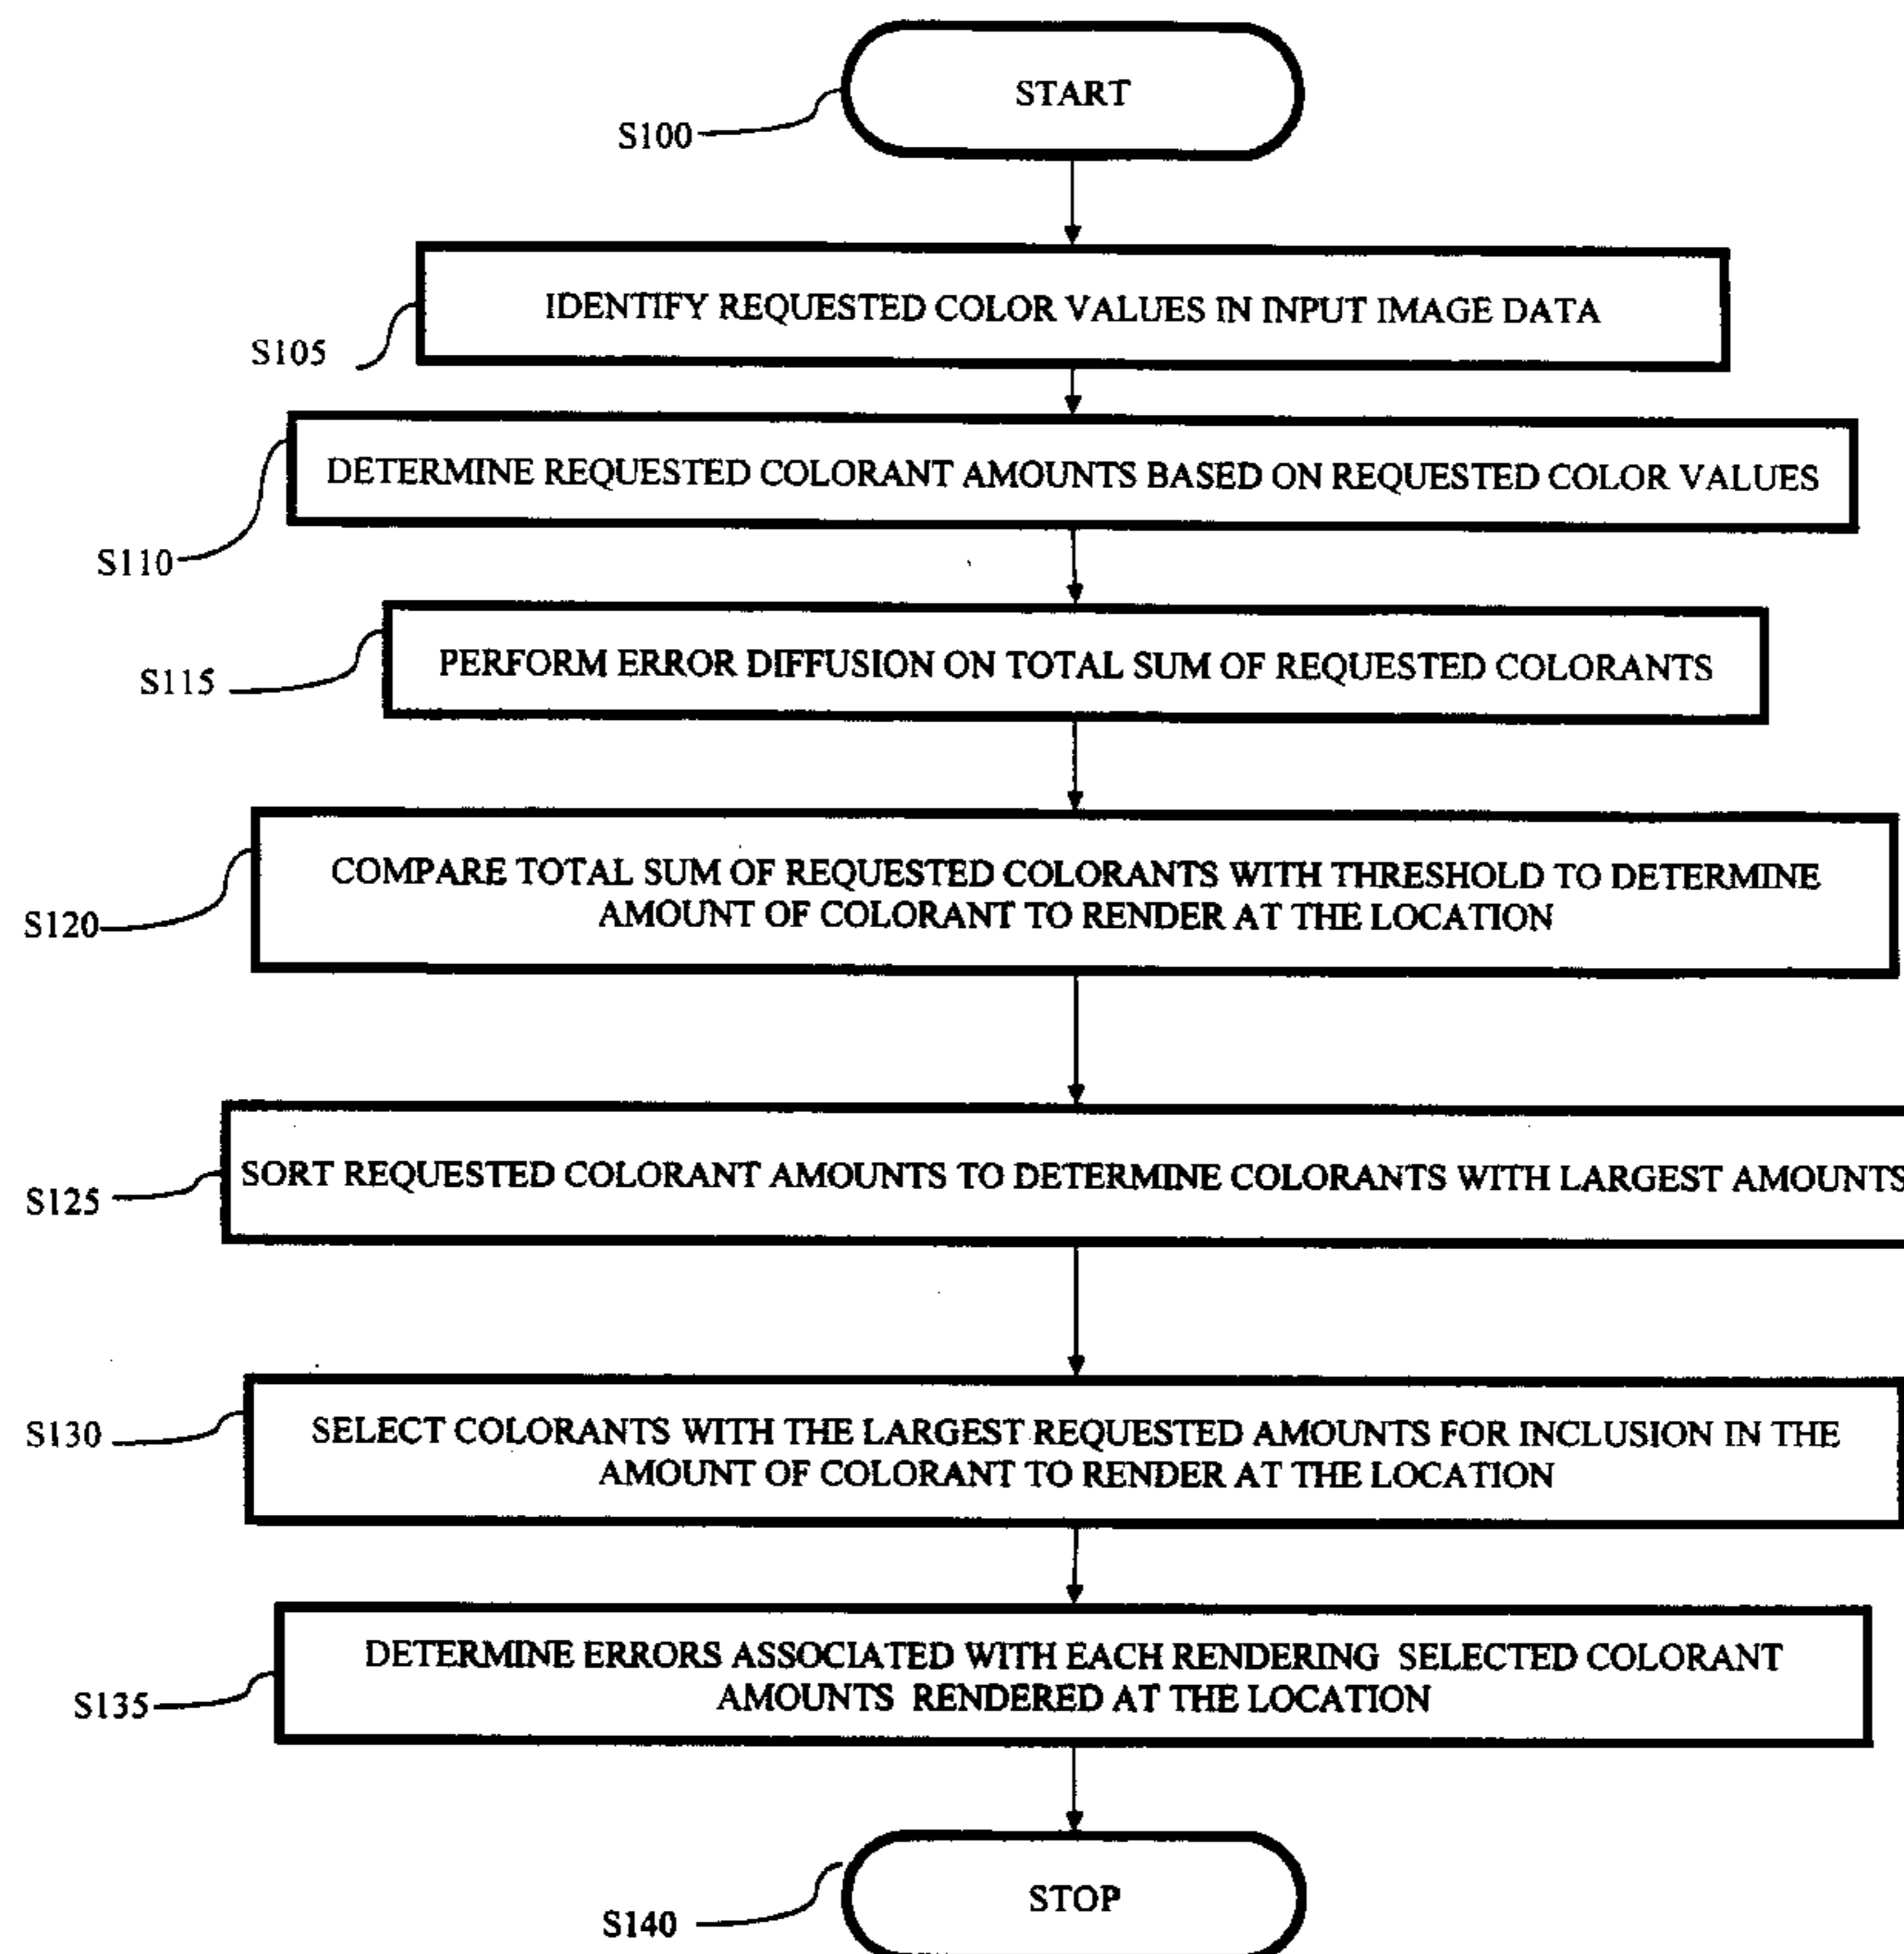 START
S100
IDENTIFY REQUESTED COLOR VALUES IN INPUT IMAGE DATA
S105
DETERMINE REQUESTED COLORANT AMOUNTS BASED ON REQUESTED COLOR VALUES
S110
PERFORM ERROR DIFFUSION ON TOTAL SUM OF REQUESTED COLORANTS
S115
COMPARE TOTAL SUM OF REQUESTED COLORANTS WITH THRESHOLD TO DETERMINE
AMOUNT OF COLORANT TO RENDER AT THE LOCATION
S120
SORT REQUESTED COLORANT AMOUNTS TO DETERMINE COLORANTS WITH LARGEST AMOUNTS
S125
SELECT COLORANTS WITH THE LARGEST REQUESTED AMOUNTS FOR INCLUSION IN THE
AMOUNT OF COLORANT TO RENDER AT THE LOCATION
S130
DETERMINE ERRORS ASSOCIATED WITH EACH RENDERING SELECTED COLORANT
AMOUNTS RENDERED AT THE LOCATION
S135
STOP
S140